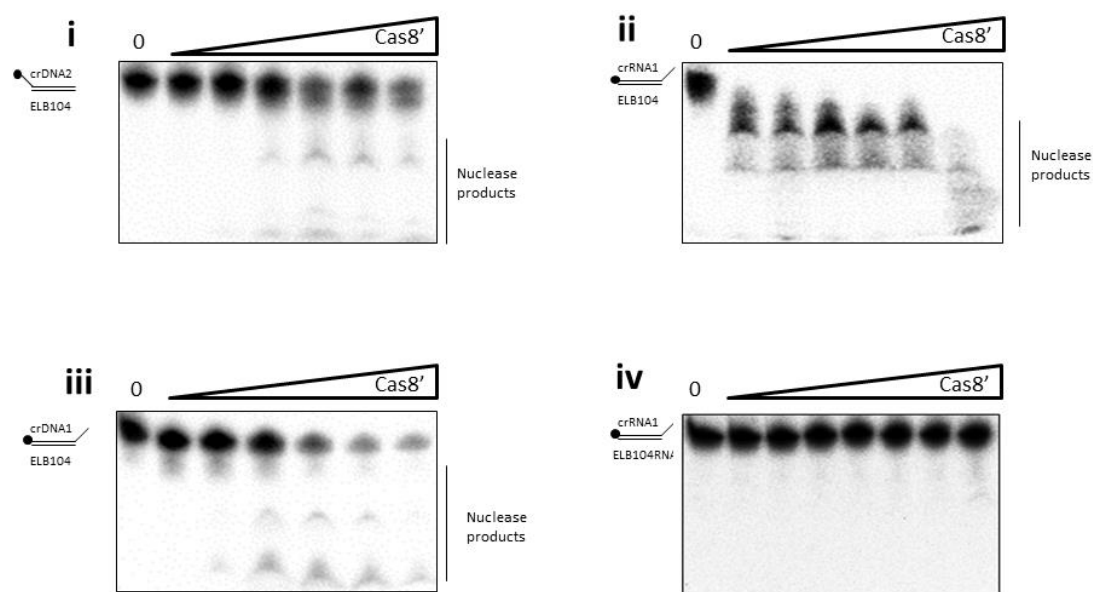 i
0
Cas8’
crDNA2
ELB104
Nuclease
products
ii
0
Cas8’
crRNA1
ELB104
Nuclease
products
iii
0
Cas8’
crDNA1
ELB104
Nuclease
products
iv
0
Cas8’
crRNA1
ELB104RNA